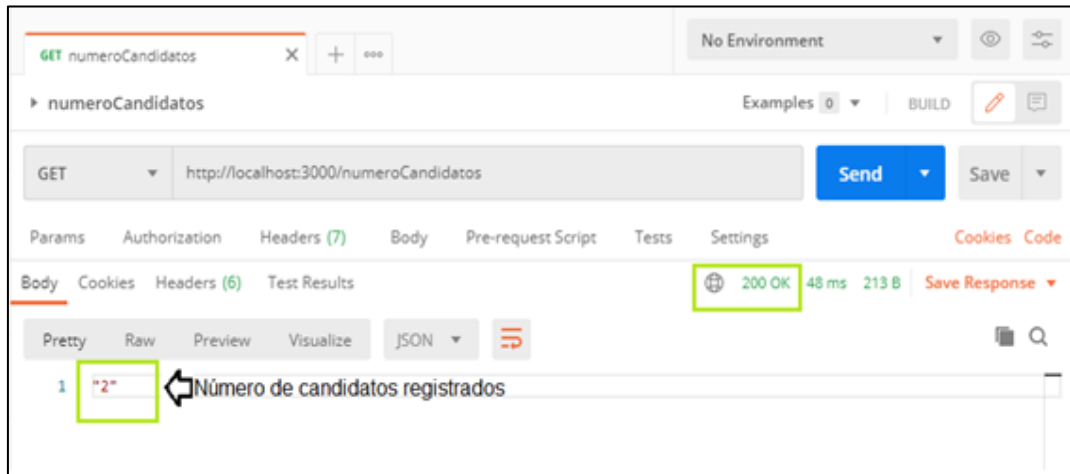 GET numeroCandidatos
No Environment
numeroCandidatos
Examples 0 BUILD
GET http://localhost:3000/numeroCandidatos Send Save
Params Authorization Headers (7) Body Pre-request Script Tests Settings Cookies Code
Body Cookies Headers (6) Test Results 200 OK 48 ms 213 B Save Response
Pretty Raw Preview Visualize JSON
1 "2" Número de candidatos registrados